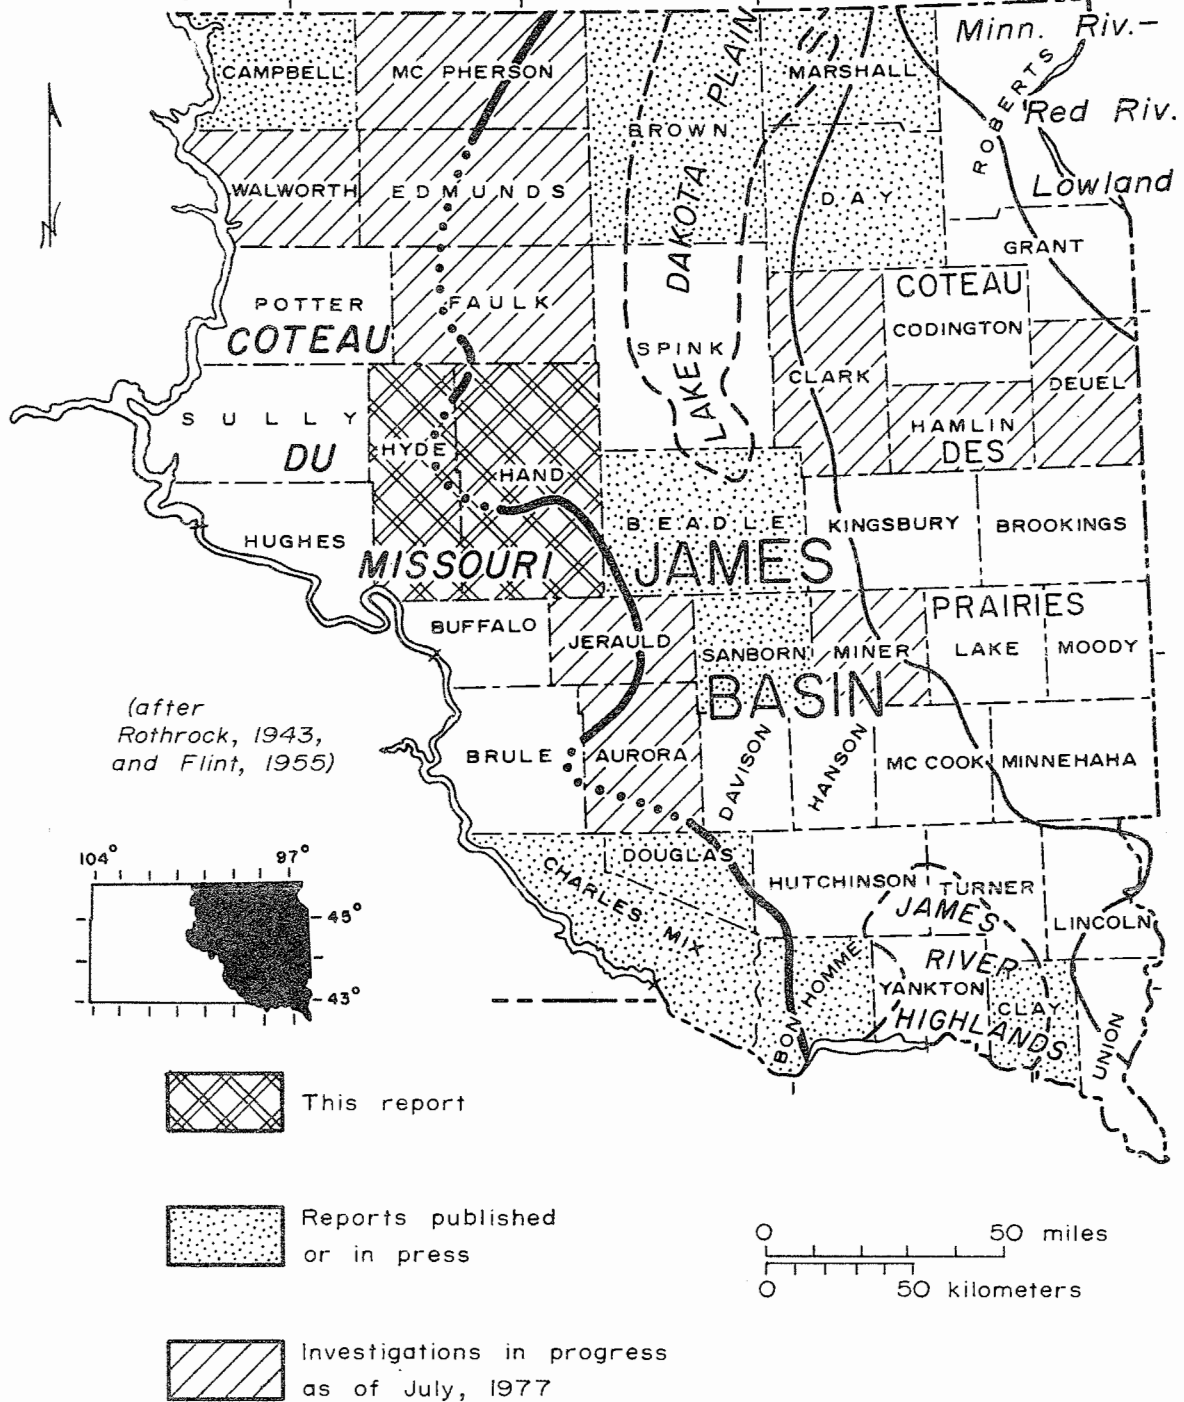 Minn. Riv.-
CAMPBELL
MC PHERSON
PLAIN
MARSHALL
ROBERTS
Red Riv.
BROWN
WALWORTH
EDMUNDS
DAKOTA
DAY
Lowland
GRANT
POTTER
FAULK
COTEAU
COTEAU
CODINGTON
SPINK
LAKE
CLARK
DEUEL
SULLY
HAMLIN
DU
HYDE
HAND
DES
HUGHES
BEADLE
KINGSBURY
BROOKINGS
MISSOURI
JAMES
PRAIRIES
BUFFALO
JERAULD
SANBORN
MINER
LAKE
MOODY
BASIN
(after
Rothrock, 1943,
and Flint, 1955)
BRULE
AURORA
DAVISON
HANSON
MC COOK
MINNEHAHA
104°
97°
45°
43°
CHARLES MIX
DOUGLAS
HUTCHINSON
TURNER
JAMES
LINCOLN
BON HOMME
RIVER
YANKTON
CLAY
HIGHLANDS
UNION
This report
Reports published
or in press
0 50 miles
0 50 kilometers
Investigations in progress
as of July, 1977